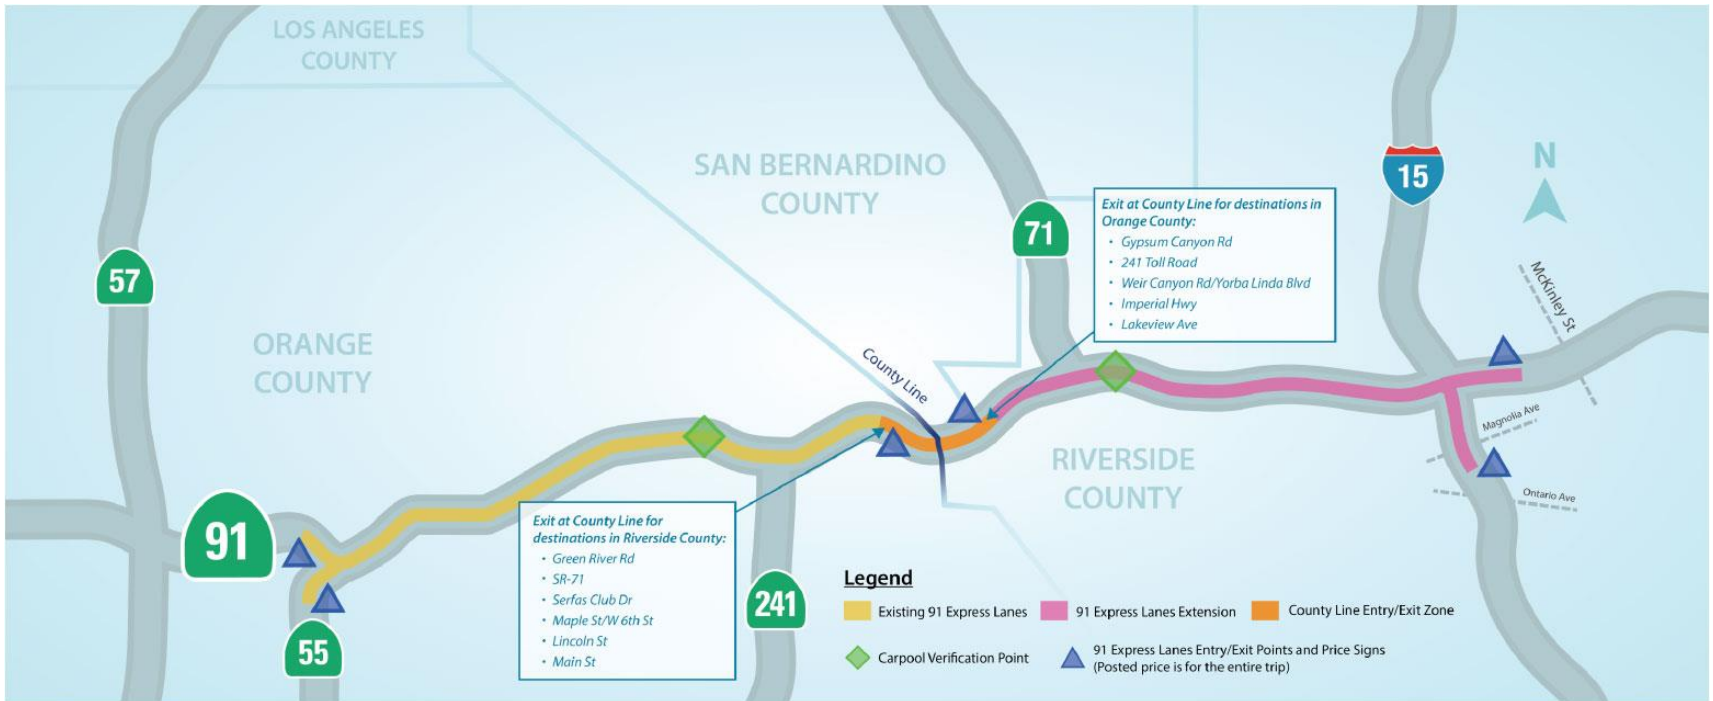 LOS ANGELES
COUNTY
SAN BERNARDINO
COUNTY
N
15
71
Exit at County Line for destinations in
Orange County:
• Gypsum Canyon Rd
• 241 Toll Road
• Weir Canyon Rd/Yorba Linda Blvd
• Imperial Hwy
• Lakeview Ave
57
McKinley St
ORANGE
COUNTY
County Line
Magnolia Ave
RIVERSIDE
COUNTY
Ontario Ave
91
Exit at County Line for
destinations in Riverside County:
• Green River Rd
• SR-71
• Serfas Club Dr
• Maple St/W 6th St
• Lincoln St
• Main St
241
55
Legend
Existing 91 Express Lanes
91 Express Lanes Extension
County Line Entry/Exit Zone
Carpool Verification Point
91 Express Lanes Entry/Exit Points and Price Signs
(Posted price is for the entire trip)